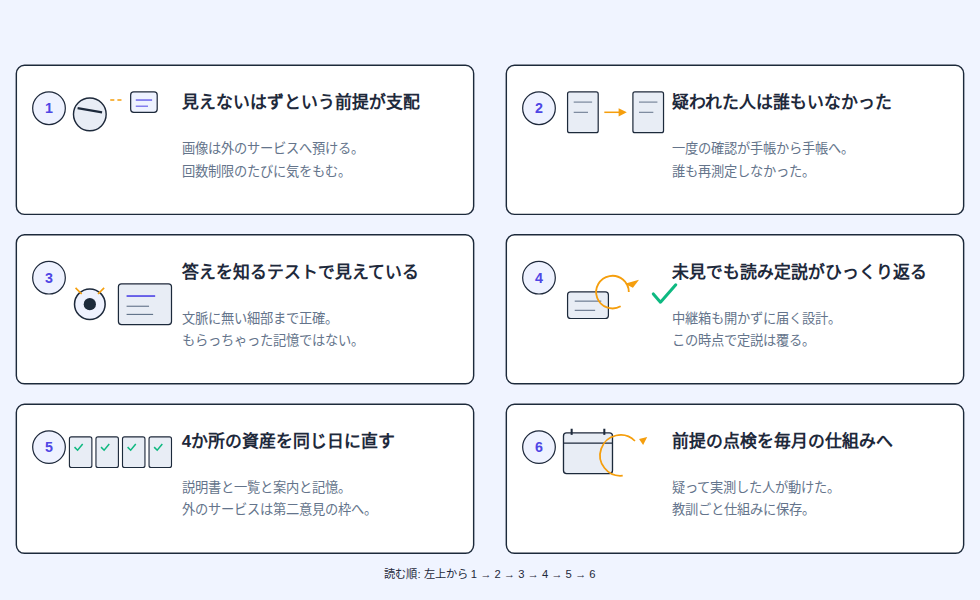 1
見えないはずという前提が支配
画像は外のサービスへ預ける。
回数制限のたびに気をもむ。
2
疑われた人は誰もいなかった
一度の確認が手帳から手帳へ。
誰も再測定しなかった。
3
答えを知るテストで見えている
文脈に無い細部まで正確。
もらっちゃった記憶ではない。
4
未見でも読み定説がひっくり返る
中継箱も開かずに届く設計。
この時点で定説は覆る。
5
4か所の資産を同じ日に直す
説明書と一覧と案内と記憶。
外のサービスは第二意見の枠へ。
6
前提の点検を毎月の仕組みへ
疑って実測した人が動けた。
教訓ごと仕組みに保存。
読む順: 左上から 1 → 2 → 3 → 4 → 5 → 6